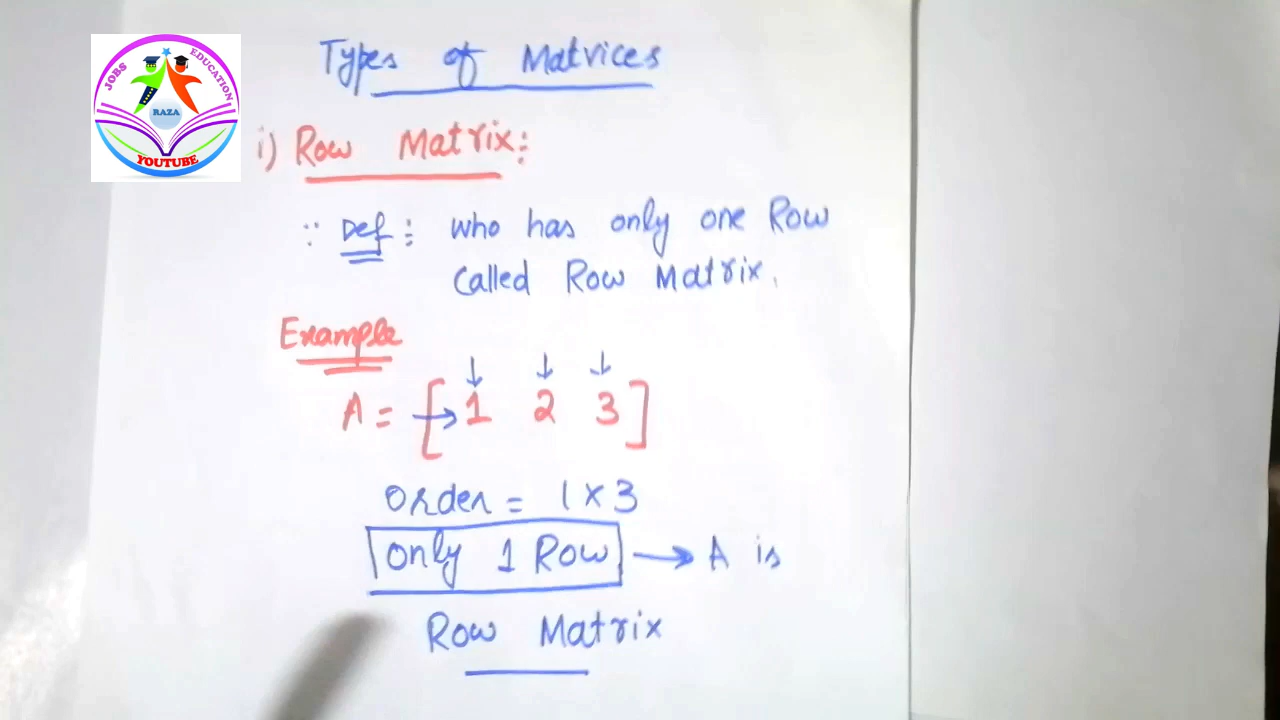 Types of Matrices
JOBS
EDUCATION
RAZA
YOUTUBE
i) Row Matrix:
∵ Def: who has only one Row
called Row Matrix.
Example
A = [1 2 3]
order = 1 x 3
only 1 Row → A is
Row Matrix